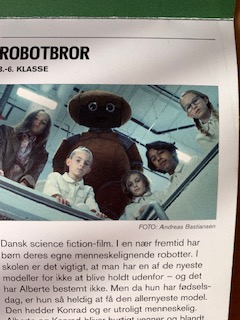 ROBOTBROR
3.-6. KLASSE
FOTO: Andreas Bastiansen
Dansk science fiction-film. I en nær fremtid har
børn deres egne menneskelignende robotter. I
skolen er det vigtigt, at man har en af de nyeste
modeller for ikke at blive holdt udenfor – og det
har Alberte bestemt ikke. Men da hun har fødsels-
dag, er hun så heldig at få den allernyeste model.
Den hedder Konrad og er utroligt menneskelig.
Alberte og Konrad bliver hurtigt venner og blandt